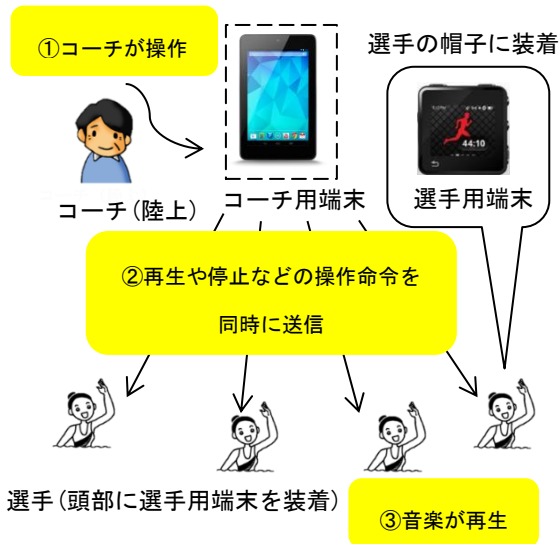 ①コーチが操作
選手の帽子に装着
44:10
コーチ(陸上)
コーチ用端末
選手用端末
②再生や停止などの操作命令を
同時に送信
選手(頭部に選手用端末を装着)
③音楽が再生